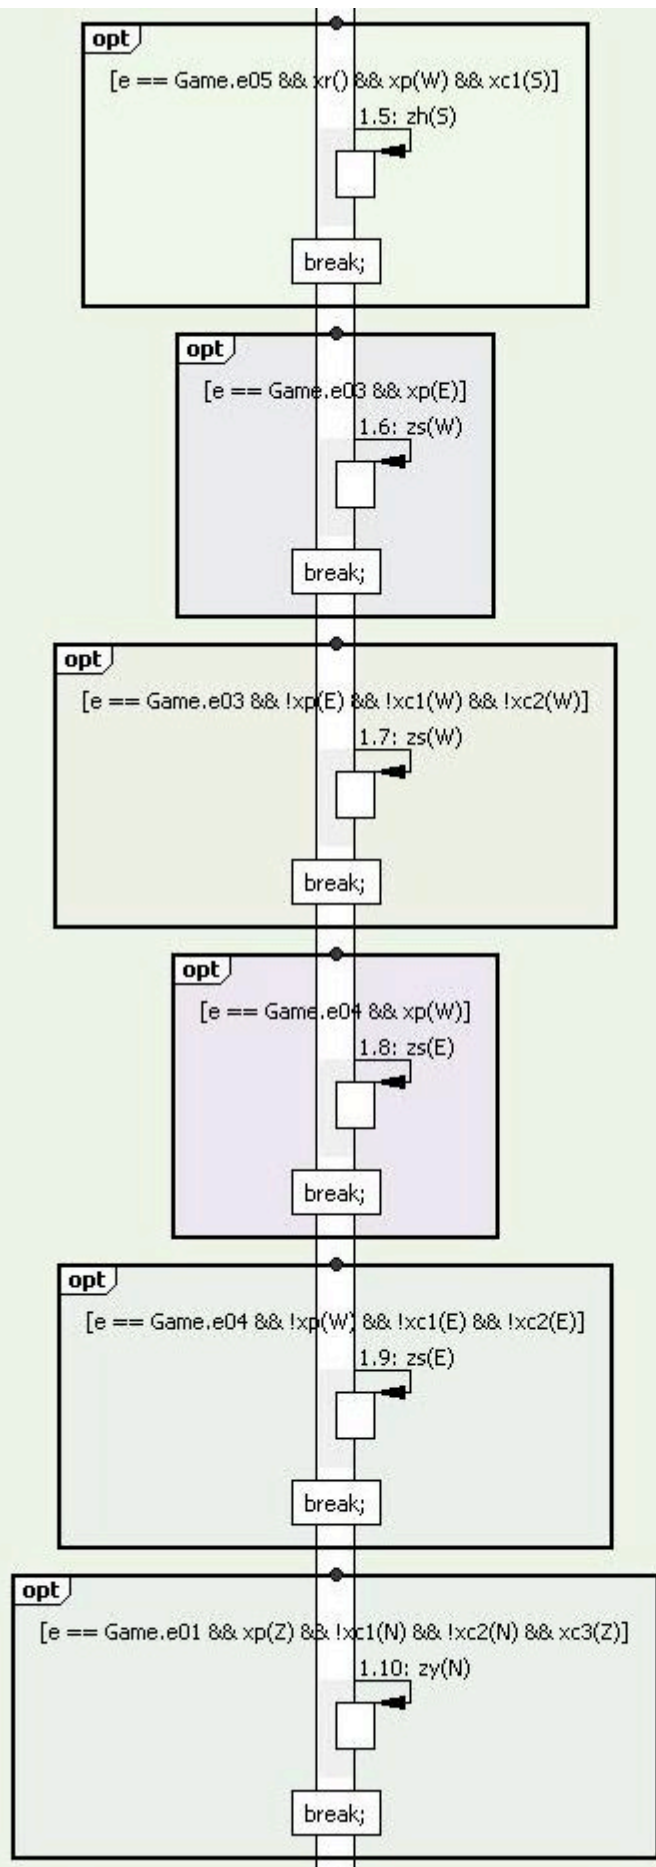 opt
[e == Game.e05 && xr() && xp(W) && xc1(S)]
1.5: zh(S)
break;
opt
[e == Game.e03 && xp(E)]
1.6: zs(W)
break;
opt
[e == Game.e03 && !xp(E) && !xc1(W) && !xc2(W)]
1.7: zs(W)
break;
opt
[e == Game.e04 && xp(W)]
1.8: zs(E)
break;
opt
[e == Game.e04 && !xp(W) && !xc1(E) && !xc2(E)]
1.9: zs(E)
break;
opt
[e == Game.e01 && xp(Z) && !xc1(N) && !xc2(N) && xc3(Z)]
1.10: zy(N)
break;